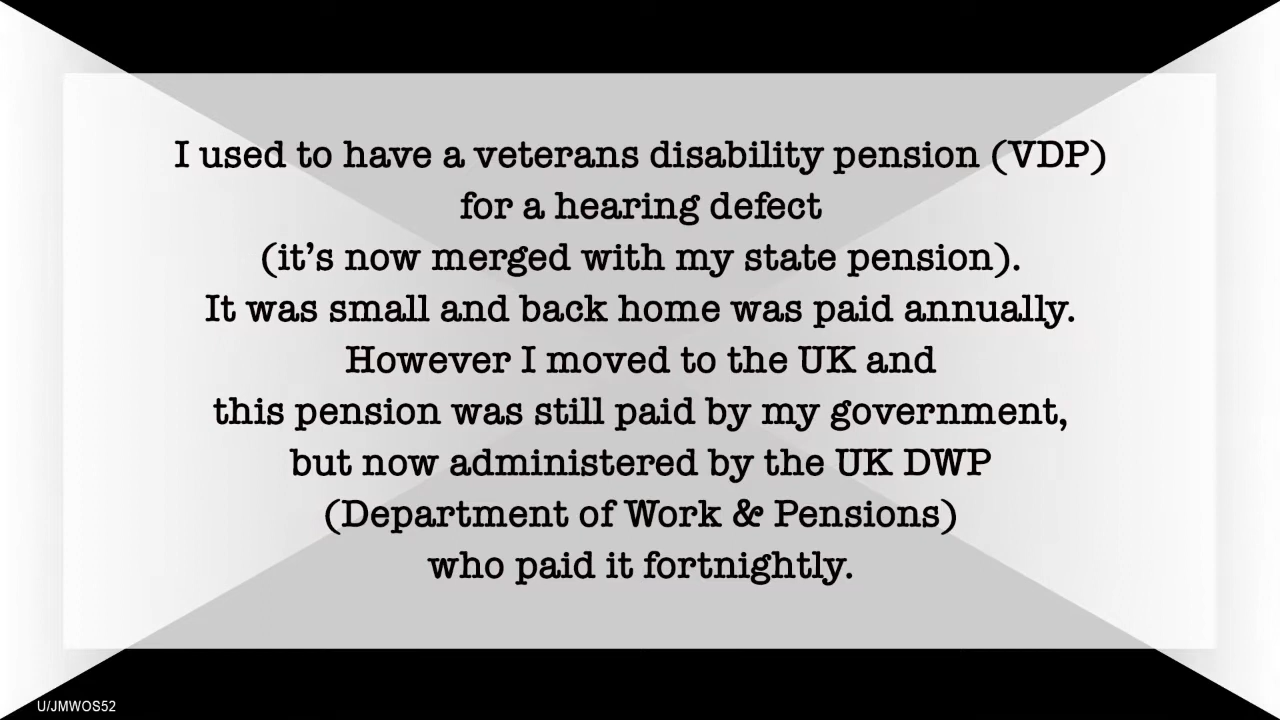 I used to have a veterans disability pension (VDP)
for a hearing defect
(it's now merged with my state pension).
It was small and back home was paid annually.
However I moved to the UK and
this pension was still paid by my government,
but now administered by the UK DWP
(Department of Work & Pensions)
who paid it fortnightly.
U/JMWOS52